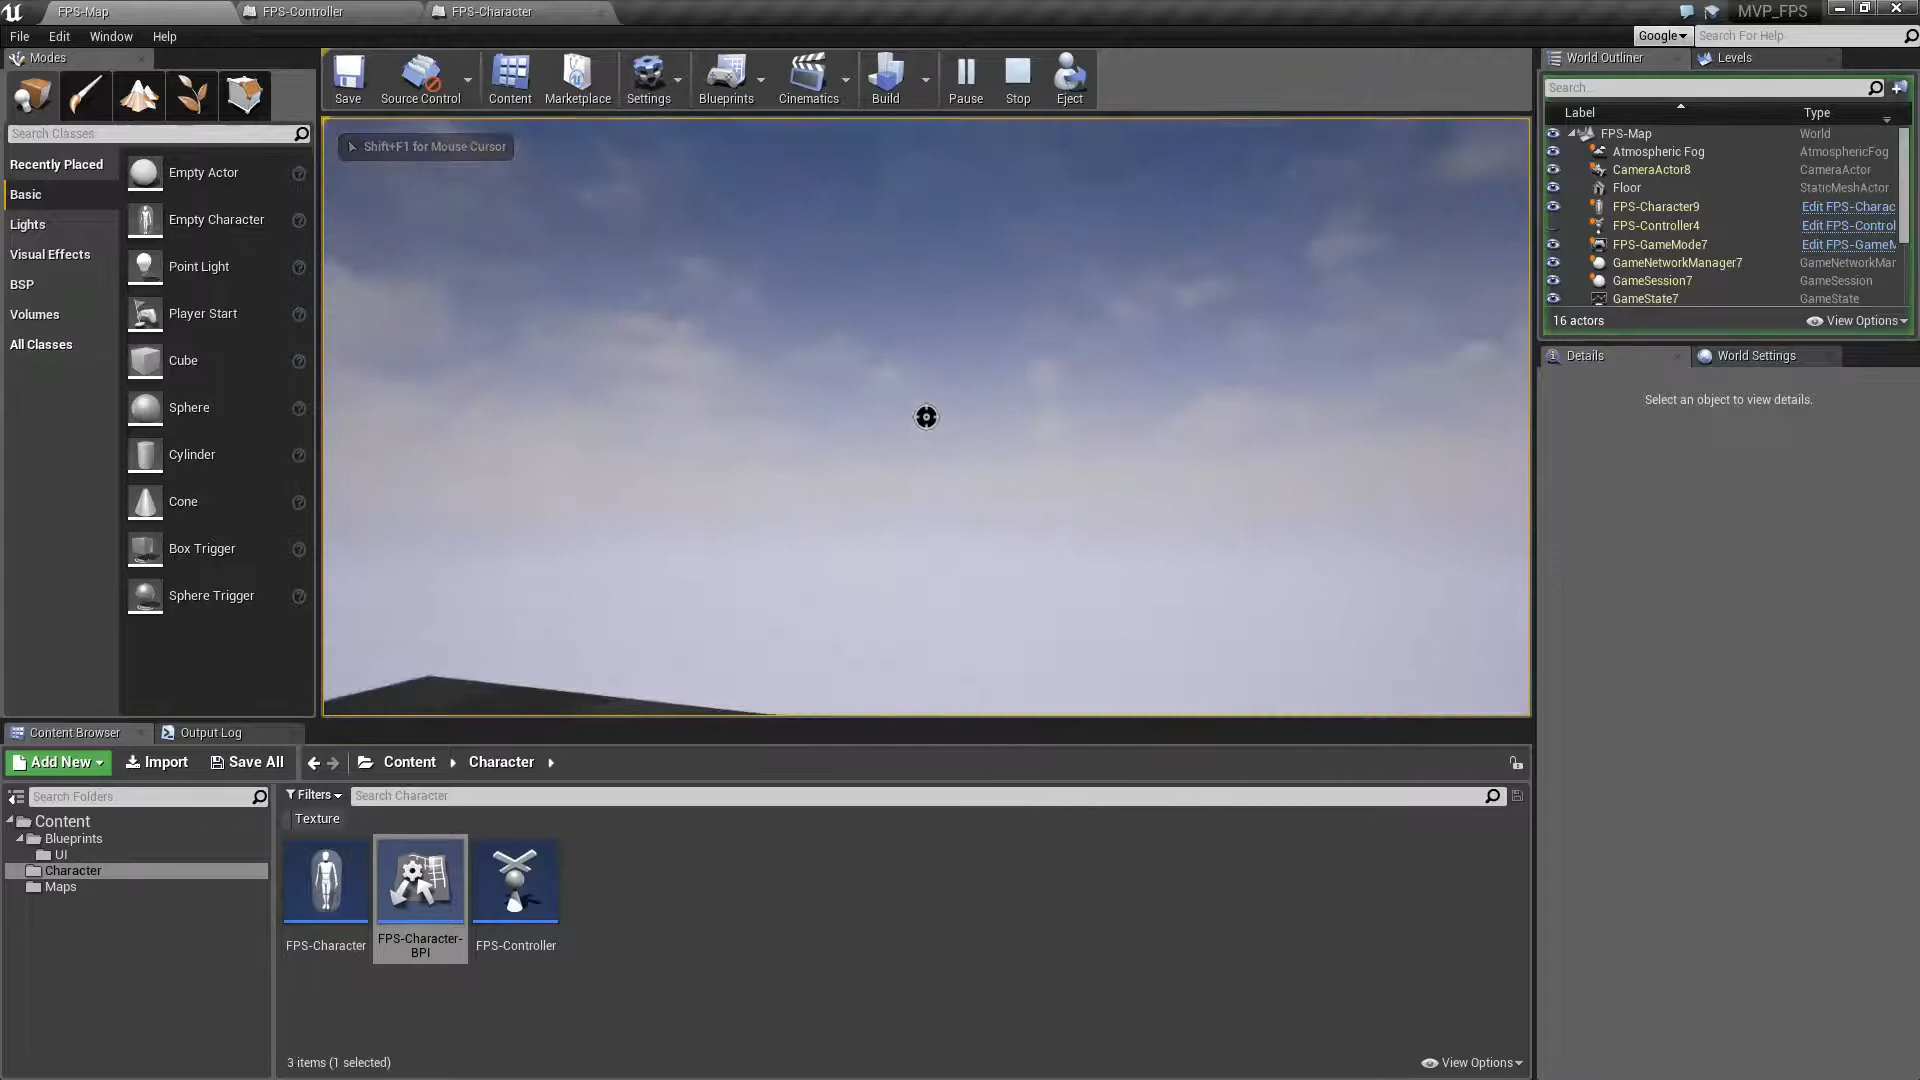 FPS-Map
FPS-Controller
FPS-Character
MVP_FPS
File
Edit
Window
Help
Google
Search For Help
Modes
Save
Source Control
Content
Marketplace
Settings
Blueprints
Cinematics
Build
Pause
Stop
Eject
World Outliner
Levels
Search...
Label
Type
FPS-Map
World
Atmospheric Fog
AtmosphericFog
CameraActor8
CameraActor
Floor
StaticMeshActor
FPS-Character9
Edit FPS-Charac
FPS-Controller4
Edit FPS-Control
FPS-GameMode7
Edit FPS-GameM
GameNetworkManager7
GameNetworkMar
GameSession7
GameSession
GameState7
GameState
16 actors
View Options
Details
World Settings
Select an object to view details.
Search Classes
Recently Placed
Basic
Lights
Visual Effects
BSP
Volumes
All Classes
Empty Actor
Empty Character
Point Light
Player Start
Cube
Sphere
Cylinder
Cone
Box Trigger
Sphere Trigger
Shift+F1 for Mouse Cursor
Content Browser
Output Log
Add New
Import
Save All
Content
Character
Search Folders
Content
Blueprints
UI
Character
Maps
Filters
Search Character
Texture
FPS-Character
FPS-Character-
BPI
FPS-Controller
3 items (1 selected)
View Options